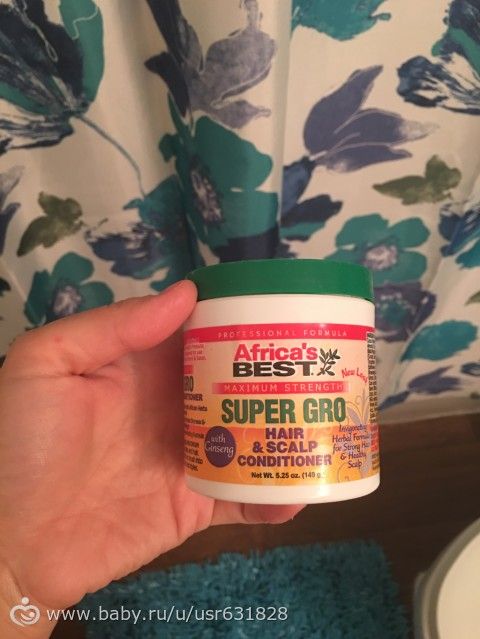 PROFESSIONAL FORMULA
Africa's
BEST
New Look
MAXIMUM STRENGTH
SUPER GRO
with
Ginseng
HAIR
& SCALP
CONDITIONER
Invigorating
Herbal Formula
for Strong Hair
& Healthy
Scalp
Net Wt. 5.25 oz. (149 g
www.baby.ru/u/usr631828